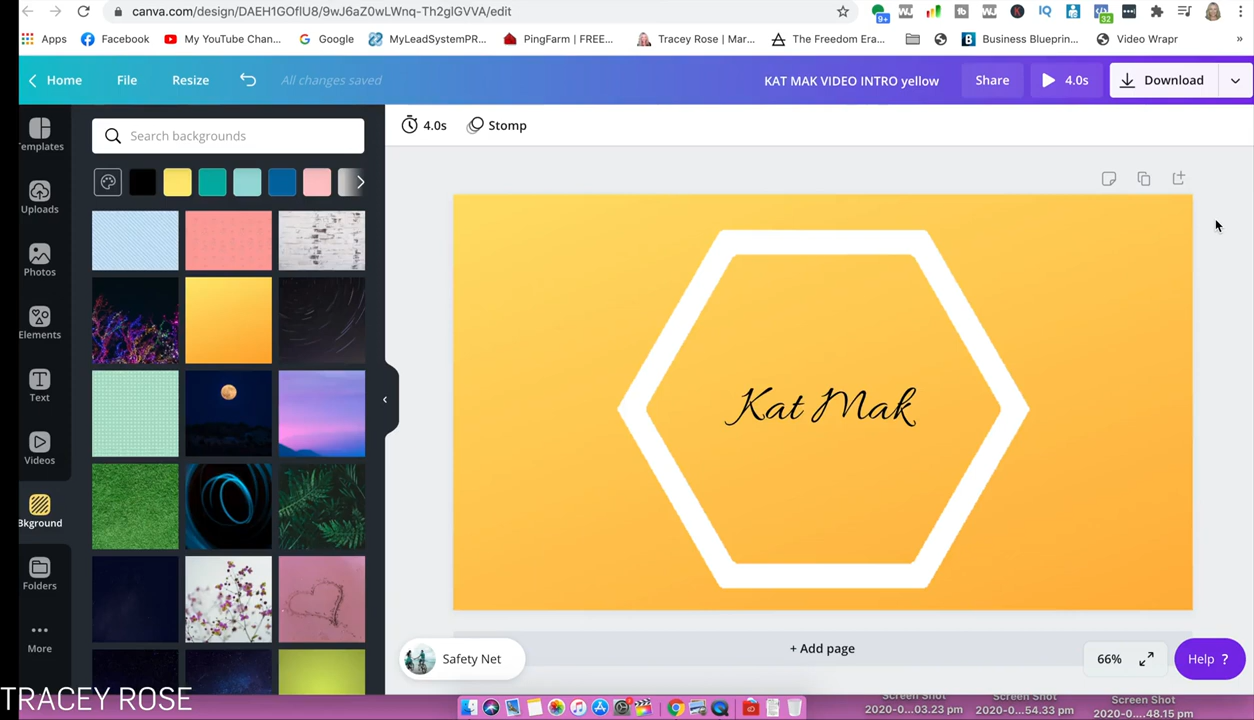 canva.com/design/DAEH1GOflU8/9wJ6aZ0wLWnq-Th2glGVVA/edit
9+
32
Apps
Facebook
My YouTube Chan...
Google
MyLeadSystemPR...
PingFarm | FREE...
Tracey Rose | Mar...
The Freedom Era...
Business Blueprin...
Video Wrapr
»
Home
File
Resize
All changes saved
KAT MAK VIDEO INTRO yellow
Share
4.0s
Download
Templates
Uploads
Photos
Elements
Text
Videos
Bkground
Folders
More
Search backgrounds
4.0s
Stomp
Kat Mak
Safety Net
+ Add page
66%
Help ?
TRACEY ROSE
Screen Shot
2020-0....03.23 pm
Screen Shot
2020-0...54.33 pm
Screen Shot
2020-0...48.15 pm